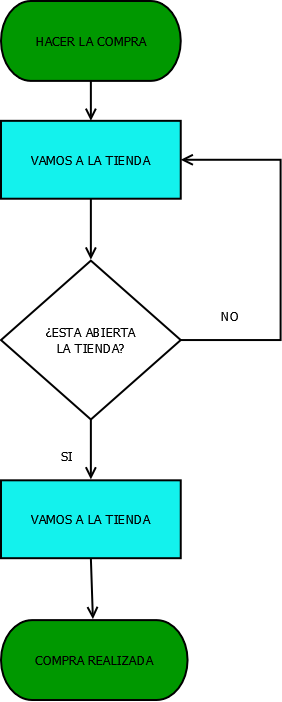 HACER LA COMPRA
VAMOS A LA TIENDA
¿ESTA ABIERTA
LA TIENDA?
NO
SI
VAMOS A LA TIENDA
COMPRA REALIZADA